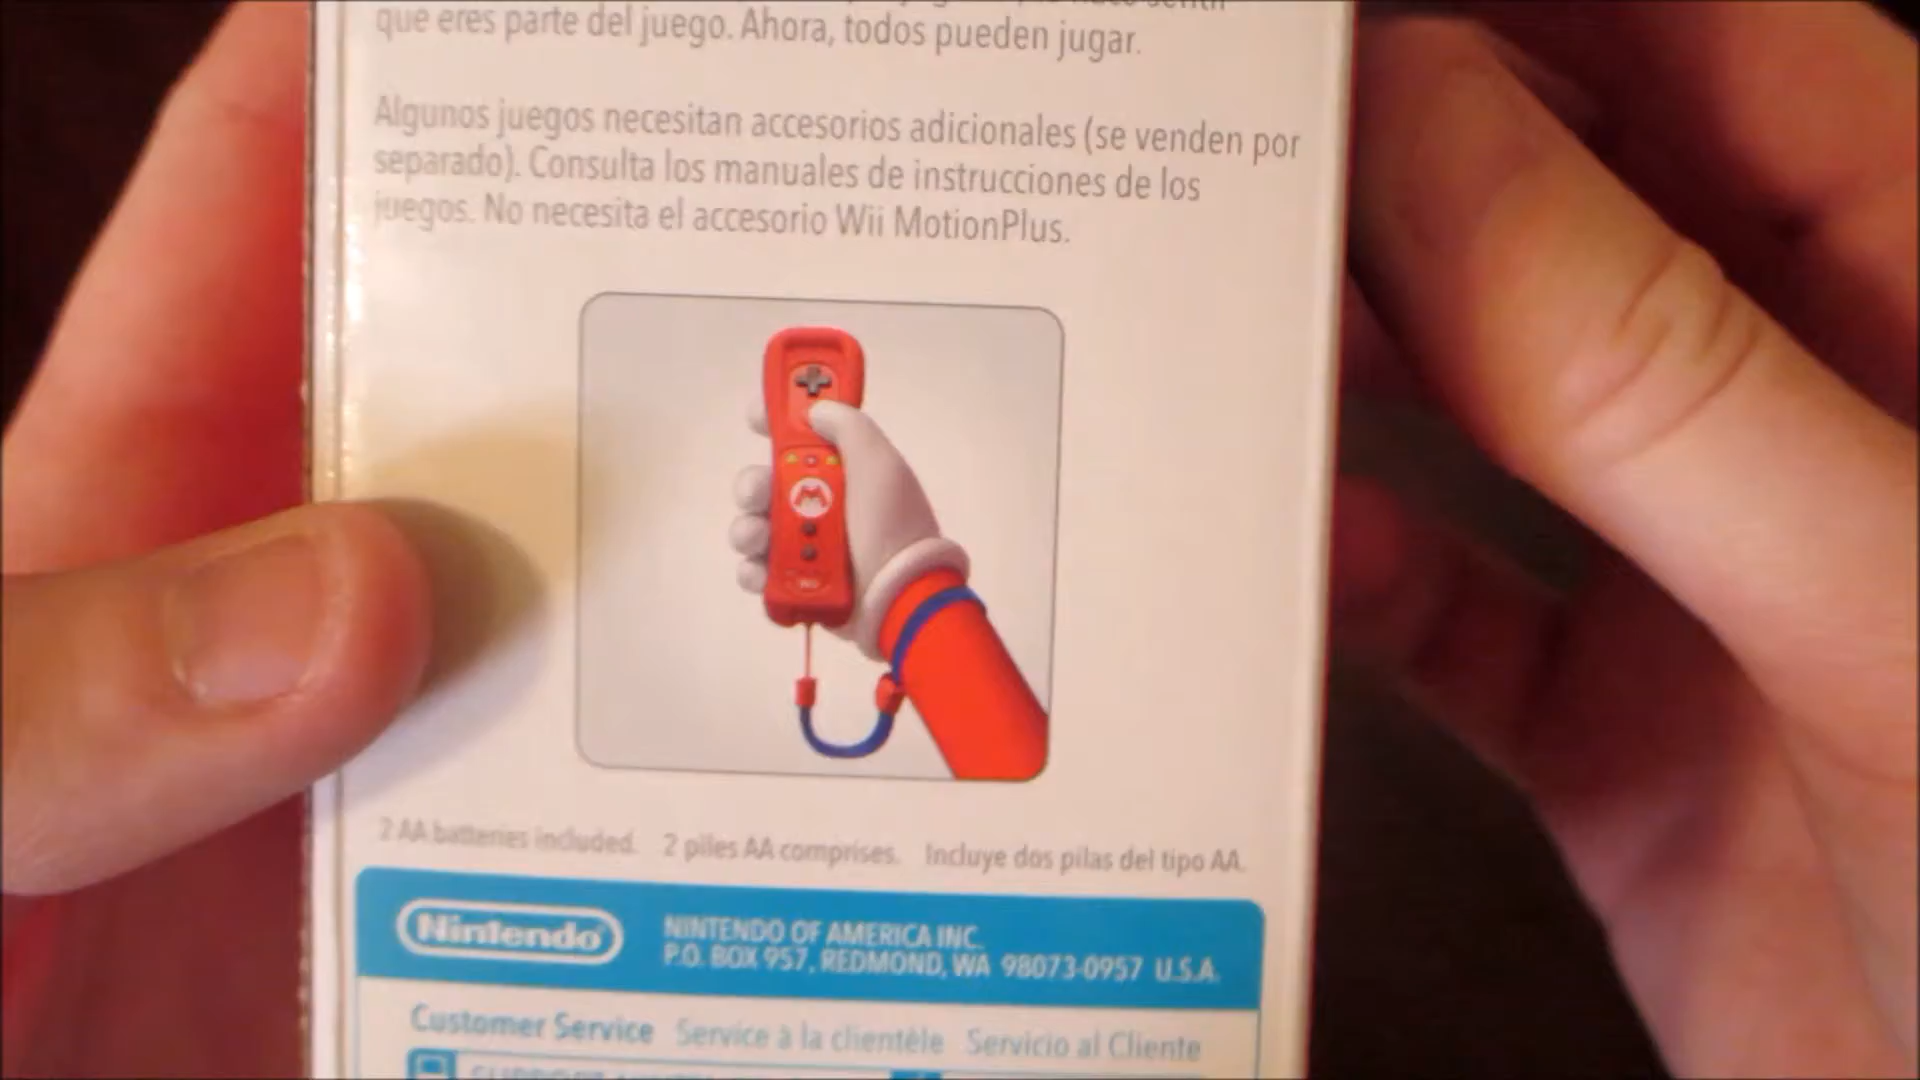 que eres parte del juego. Ahora, todos pueden jugar.
Algunos juegos necesitan accesorios adicionales (se venden por
separado). Consulta los manuales de instrucciones de los
juegos. No necesita el accesorio Wii MotionPlus.
M
Wii
2 AA batteries included. 2 piles AA comprises. Incluye dos pilas del tipo AA.
Nintendo
NINTENDO OF AMERICA INC.
P.O. BOX 957, REDMOND, WA 98073-0957 U.S.A.
Customer Service Service à la clientèle Servicio al Cliente